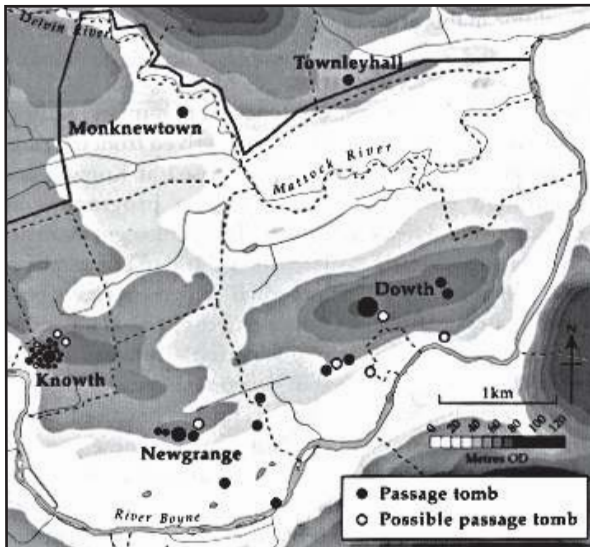 Delvin River
Townleyhall
Monknewtown
Mattock River
Dowth
Knowth
1km
N
Newgrange
0 20 40 60 80 100 120
Metres OD
River Boyne
Passage tomb
Possible passage tomb